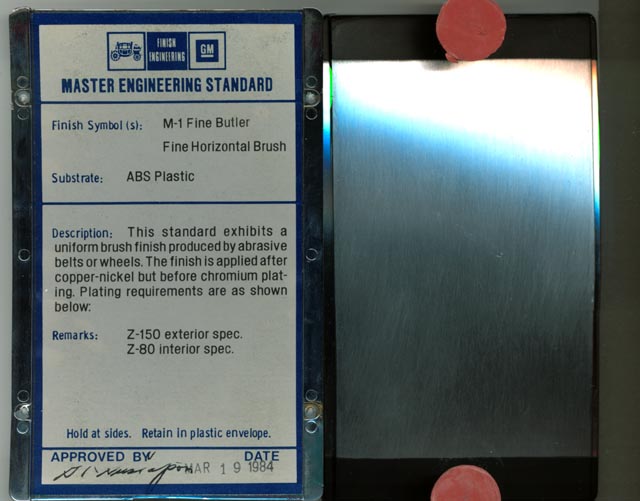 FINISH
ENGINEERING
GM
MASTER ENGINEERING STANDARD
Finish Symbol(s): M-1 Fine Butler
Fine Horizontal Brush
Substrate: ABS Plastic
Description: This standard exhibits a
uniform brush finish produced by abrasive
belts or wheels. The finish is applied after
copper-nickel but before chromium plat-
ing. Plating requirements are as shown
below:
Remarks: Z-150 exterior spec.
Z-80 interior spec.
Hold at sides. Retain in plastic envelope.
APPROVED BY DATE
MAR 19 1984